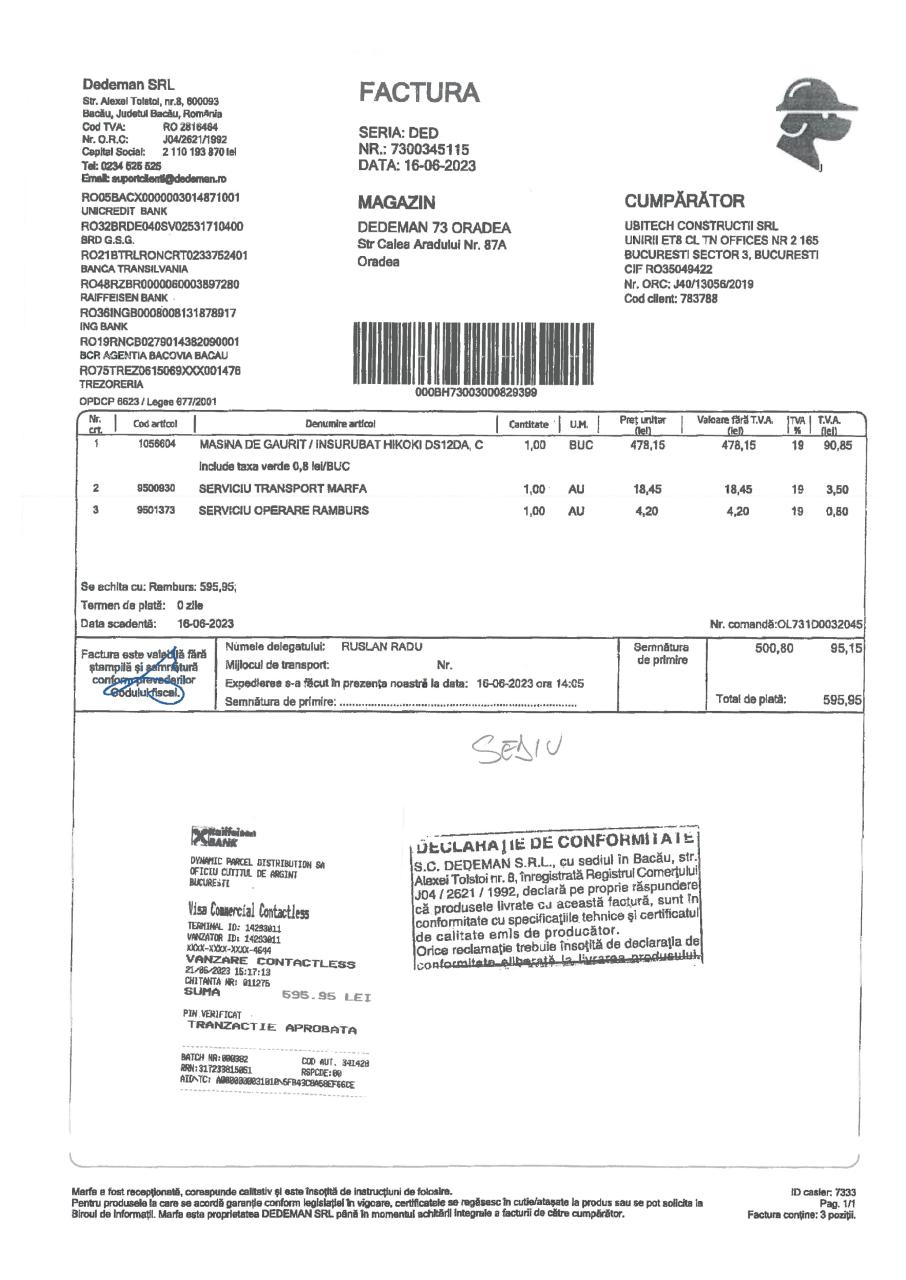 Dedeman SRL
Str. Alexei Tolstoi, nr.8, 600093
Bacău, Județul Bacău, România
Cod TVA: RO 2816464
Nr. O.R.C: J04/2621/1992
Capital Social: 2 110 193 870 lei
Tel: 0234 525 525
Email: suportclienti@dedeman.ro
RO05BACX0000003014871001
UNICREDIT BANK
RO32BRDE040SV02531710400
BRD G.S.G.
RO21BTRLRONCRT0233752401
BANCA TRANSILVANIA
RO48RZBR0000060003897280
RAIFFEISEN BANK
RO36INGB0008008131878917
ING BANK
RO19RNCB0279014382090001
BCR AGENTIA BACOVIA BACAU
RO75TREZ0615069XXX001476
TREZORERIA
OPDCP 6623 / Legea 677/2001
FACTURA
SERIA: DED
NR.: 7300345115
DATA: 16-06-2023
MAGAZIN
DEDEMAN 73 ORADEA
Str Calea Aradului Nr. 87A
Oradea
CUMPĂRĂTOR
UBITECH CONSTRUCTII SRL
UNIRII ET8 CL TN OFFICES NR 2 165
BUCURESTI SECTOR 3, BUCURESTI
CIF RO35049422
Nr. ORC: J40/13056/2019
Cod client: 783788
000BH73003000829399
Nr. crt. Cod articol Denumire articol Cantitate U.M. Preț unitar (lei) Valoare fără T.V.A. (lei) TVA % T.V.A. (lei)
1 1056604 MASINA DE GAURIT / INSURUBAT HIKOKI DS12DA, C 1,00 BUC 478,15 478,15 19 90,85
Include taxa verde 0,8 lei/BUC
2 9500930 SERVICIU TRANSPORT MARFA 1,00 AU 18,45 18,45 19 3,50
3 9501373 SERVICIU OPERARE RAMBURS 1,00 AU 4,20 4,20 19 0,80
Se achita cu: Ramburs: 595,95;
Termen de plată: 0 zile
Data scadentă: 16-06-2023 Nr. comandă:OL731D0032045
Factura este valabilă fără
ștampilă și semnătură
conform prevederilor
Codului fiscal.
Numele delegatului: RUSLAN RADU
Mijlocul de transport: Nr.
Expedierea s-a făcut în prezența noastră la data: 16-06-2023 ora 14:05
Semnătura de primire: ............................................................
Semnătura
de primire
500,80 95,15
Total de plată: 595,95
SEDIU
Raiffeisen
BANK
DYNAMIC PARCEL DISTRIBUTION SA
OFICIU CUTITUL DE ARGINT
BUCURESTI
Visa Commercial Contactless
TERMINAL ID: 14293011
VANZATOR ID: 14293011
XXXX-XXXX-XXXX-4644
VANZARE CONTACTLESS
21/06/2023 15:17:13
CHITANTA NR: 011275
SUMA 595.95 LEI
PIN VERIFICAT
TRANZACTIE APROBATA
BATCH NR:000382 COD AUT. 341428
RRN:317233815051 RSPCDE:00
DECLARAȚIE DE CONFORMITATE
S.C. DEDEMAN S.R.L., cu sediul în Bacău, str.
Alexei Tolstoi nr. 8, înregistrată Registrul Comerțului
J04 / 2621 / 1992, declară pe proprie răspundere
că produsele livrate cu această factură, sunt în
conformitate cu specificațiile tehnice și certificatul
de calitate emis de producător.
Orice reclamație trebuie însoțită de declarația de
conformitate eliberată la livrarea produsului.
Marfa a fost recepționată, corespunde calitativ și este însoțită de instrucțiuni de folosire.
Pentru produsele la care se acordă garanție conform legislației în vigoare, certificatele se regăsesc în cutie/atașate la produs sau se pot solicita la
Biroul de Informații. Marfa este proprietatea DEDEMAN SRL până în momentul achitării integrale a facturii de către cumpărător.
ID casier: 7333
Pag. 1/1
Factura conține: 3 poziții.